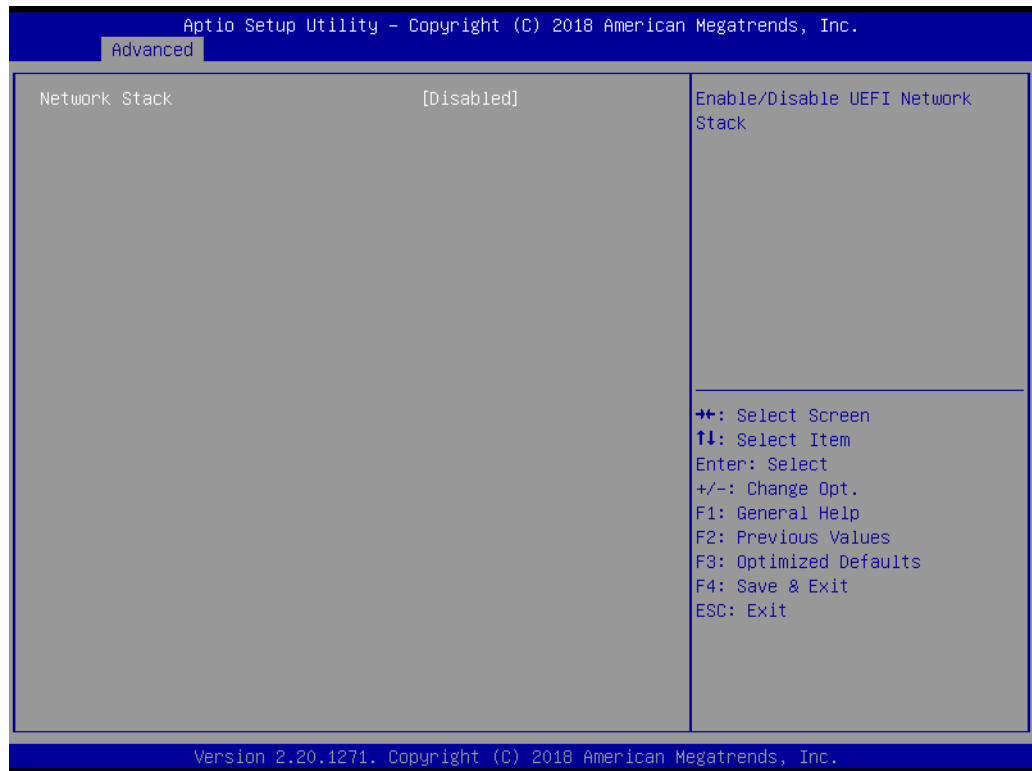 Aptio Setup Utility – Copyright (C) 2018 American Megatrends, Inc.
Advanced
Network Stack [Disabled]
Enable/Disable UEFI Network
Stack
→←: Select Screen
↑↓: Select Item
Enter: Select
+/-: Change Opt.
F1: General Help
F2: Previous Values
F3: Optimized Defaults
F4: Save & Exit
ESC: Exit
Version 2.20.1271. Copyright (C) 2018 American Megatrends, Inc.